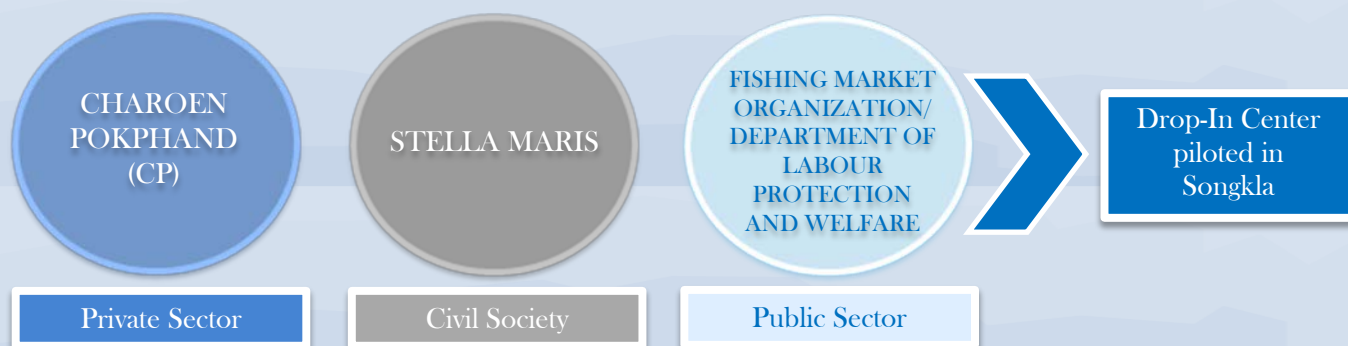 CHAROEN
POKPHAND
(CP)
STELLA MARIS
FISHING MARKET
ORGANIZATION/
DEPARTMENT OF
LABOUR
PROTECTION
AND WELFARE
Drop-In Center
piloted in
Songkla
Private Sector
Civil Society
Public Sector